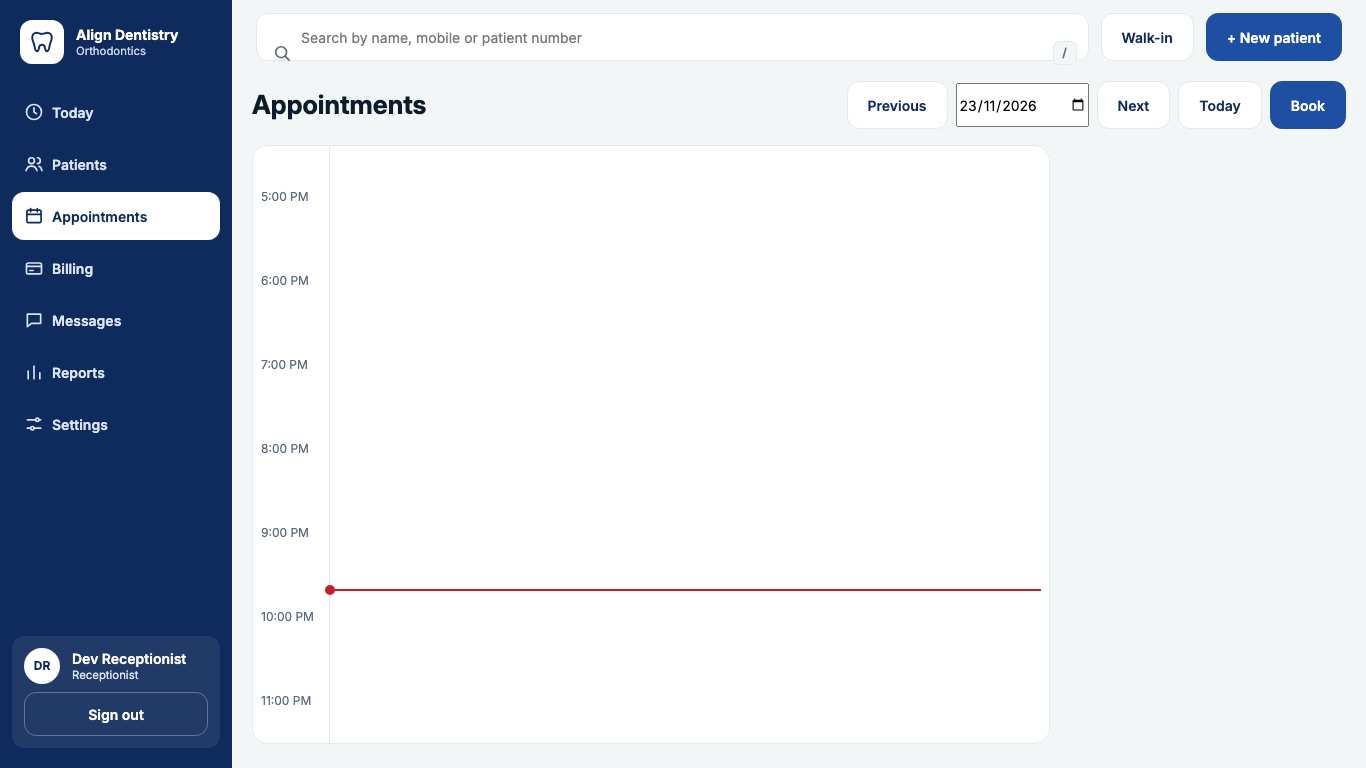 Align Dentistry
Orthodontics
Today
Patients
Appointments
Billing
Messages
Reports
Settings
DR
Dev Receptionist
Receptionist
Sign out
Search by name, mobile or patient number
/
Walk-in
+ New patient
Appointments
Previous
23/11/2026
Next
Today
Book
5:00 PM
6:00 PM
7:00 PM
8:00 PM
9:00 PM
10:00 PM
11:00 PM